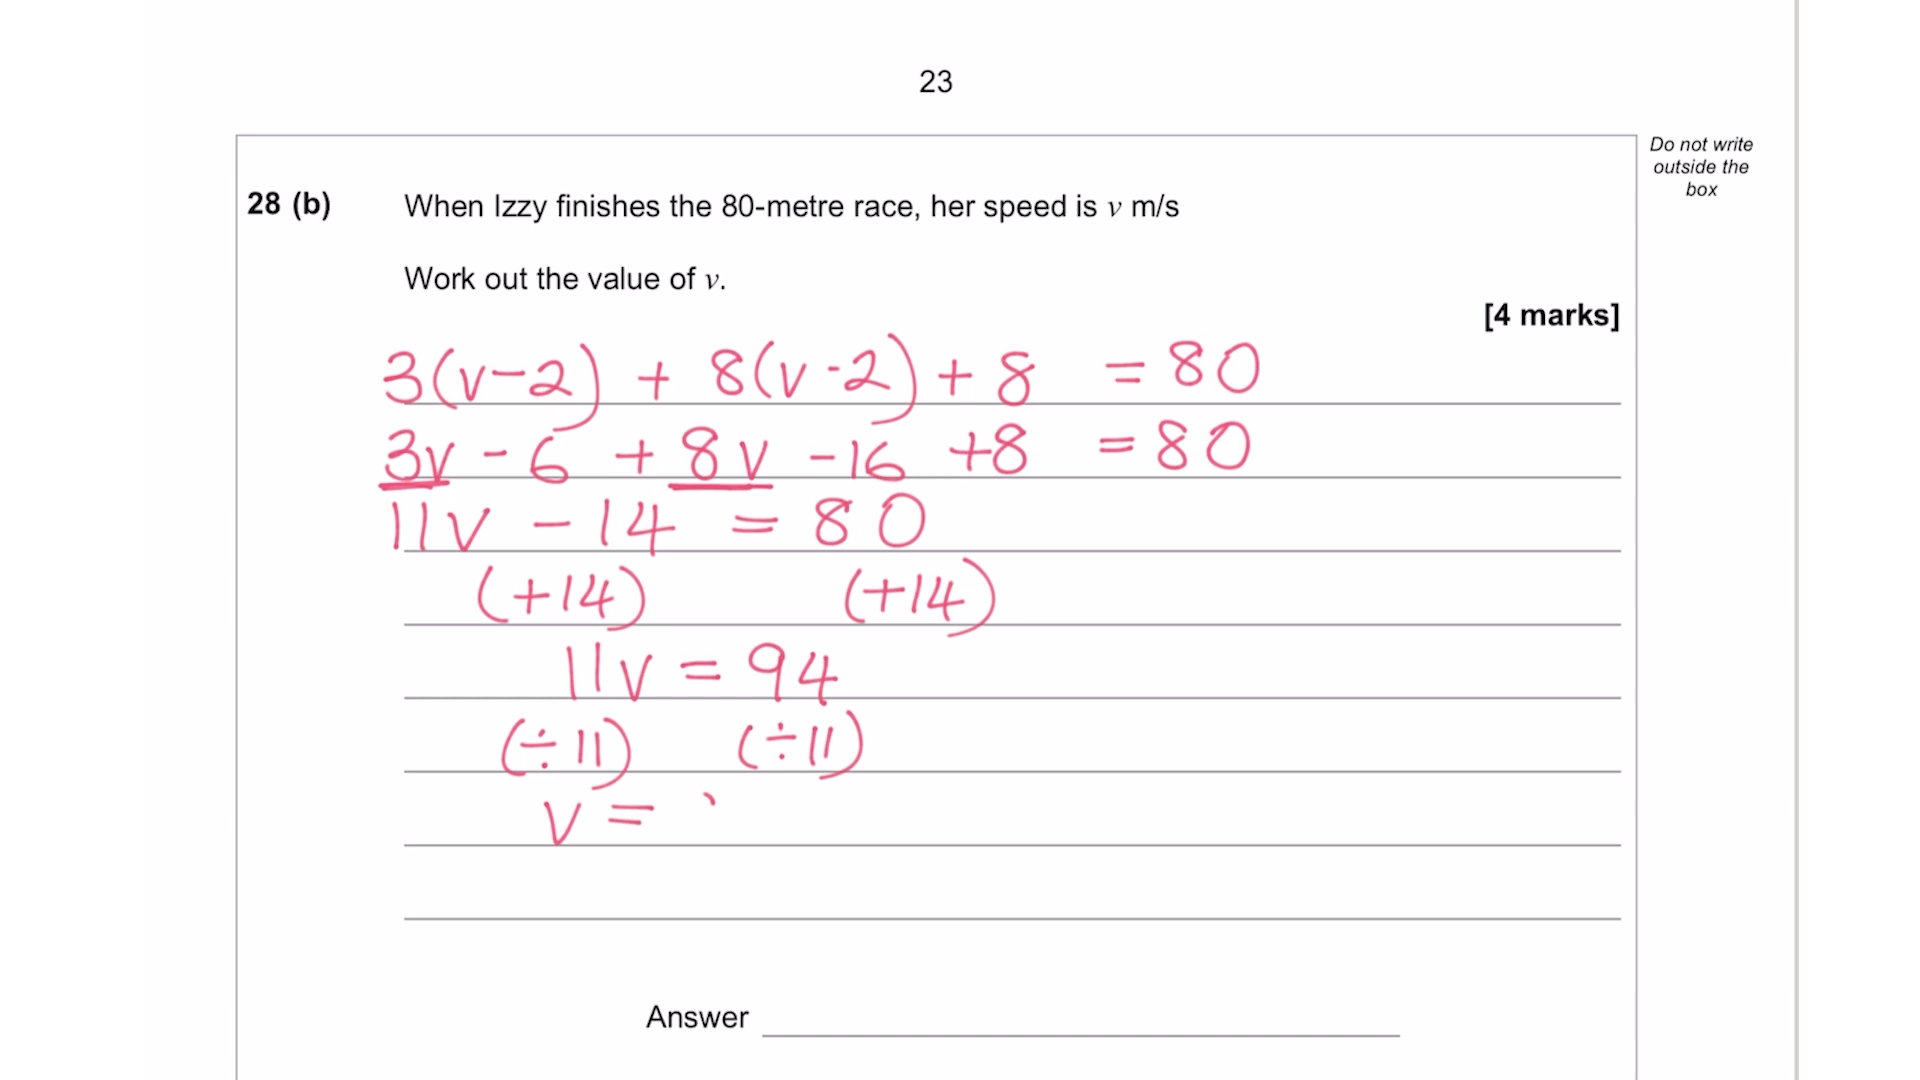 23
Do not write
outside the
box
28 (b) When Izzy finishes the 80-metre race, her speed is v m/s
Work out the value of v.
[4 marks]
3(v-2) + 8(v-2) + 8 = 80
3v - 6 + 8v - 16 + 8 = 80
11v - 14 = 80
(+14) (+14)
11v = 94
(÷11) (÷11)
v =
Answer